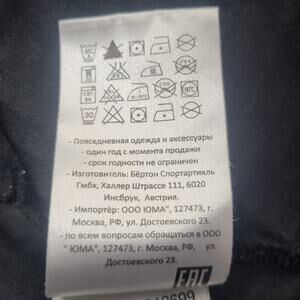 30
- Повседневная одежда и аксессуары
- один год с момента продажи
- срок годности не ограничен
- Изготовитель: Бёртон Спортартикль
Гмбх, Халлер Штрассе 111, 6020
Инсбрук, Австрия.
- Импортёр: ООО ЮМА", 127473, г.
Москва, РФ, ул. Достоевского 23.
- по всем вопросам обращаться в ООО
" ЮМА", 127473, г. Москва, РФ, ул.
Достоевского 23.
EAC